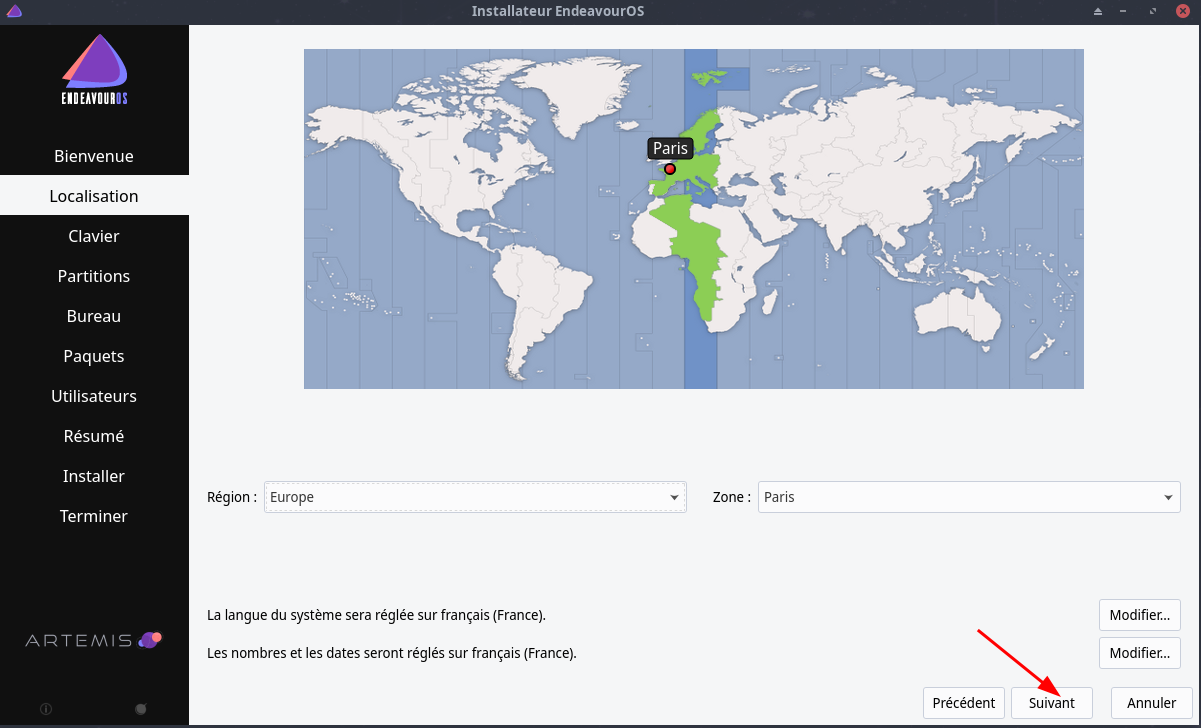 Installateur EndeavourOS
ENDEAVOUROS
Bienvenue
Localisation
Clavier
Partitions
Bureau
Paquets
Utilisateurs
Résumé
Installer
Terminer
ARTEMIS
Paris
Région : Europe
Zone : Paris
La langue du système sera réglée sur français (France).
Modifier...
Les nombres et les dates seront réglés sur français (France).
Modifier...
Précédent
Suivant
Annuler